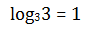 log₃3 = 1